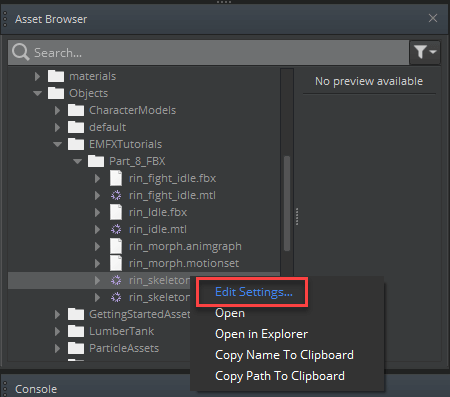 Asset Browser
Search...
materials
Objects
CharacterModels
default
EMFXTutorials
Part_8_FBX
rin_fight_idle.fbx
rin_fight_idle.mtl
rin_Idle.fbx
rin_idle.mtl
rin_morph.animgraph
rin_morph.motionset
rin_skeleton
rin_skeleton
GettingStartedAsset
LumberTank
ParticleAssets
No preview available
Edit Settings...
Open
Open in Explorer
Copy Name To Clipboard
Copy Path To Clipboard
Console